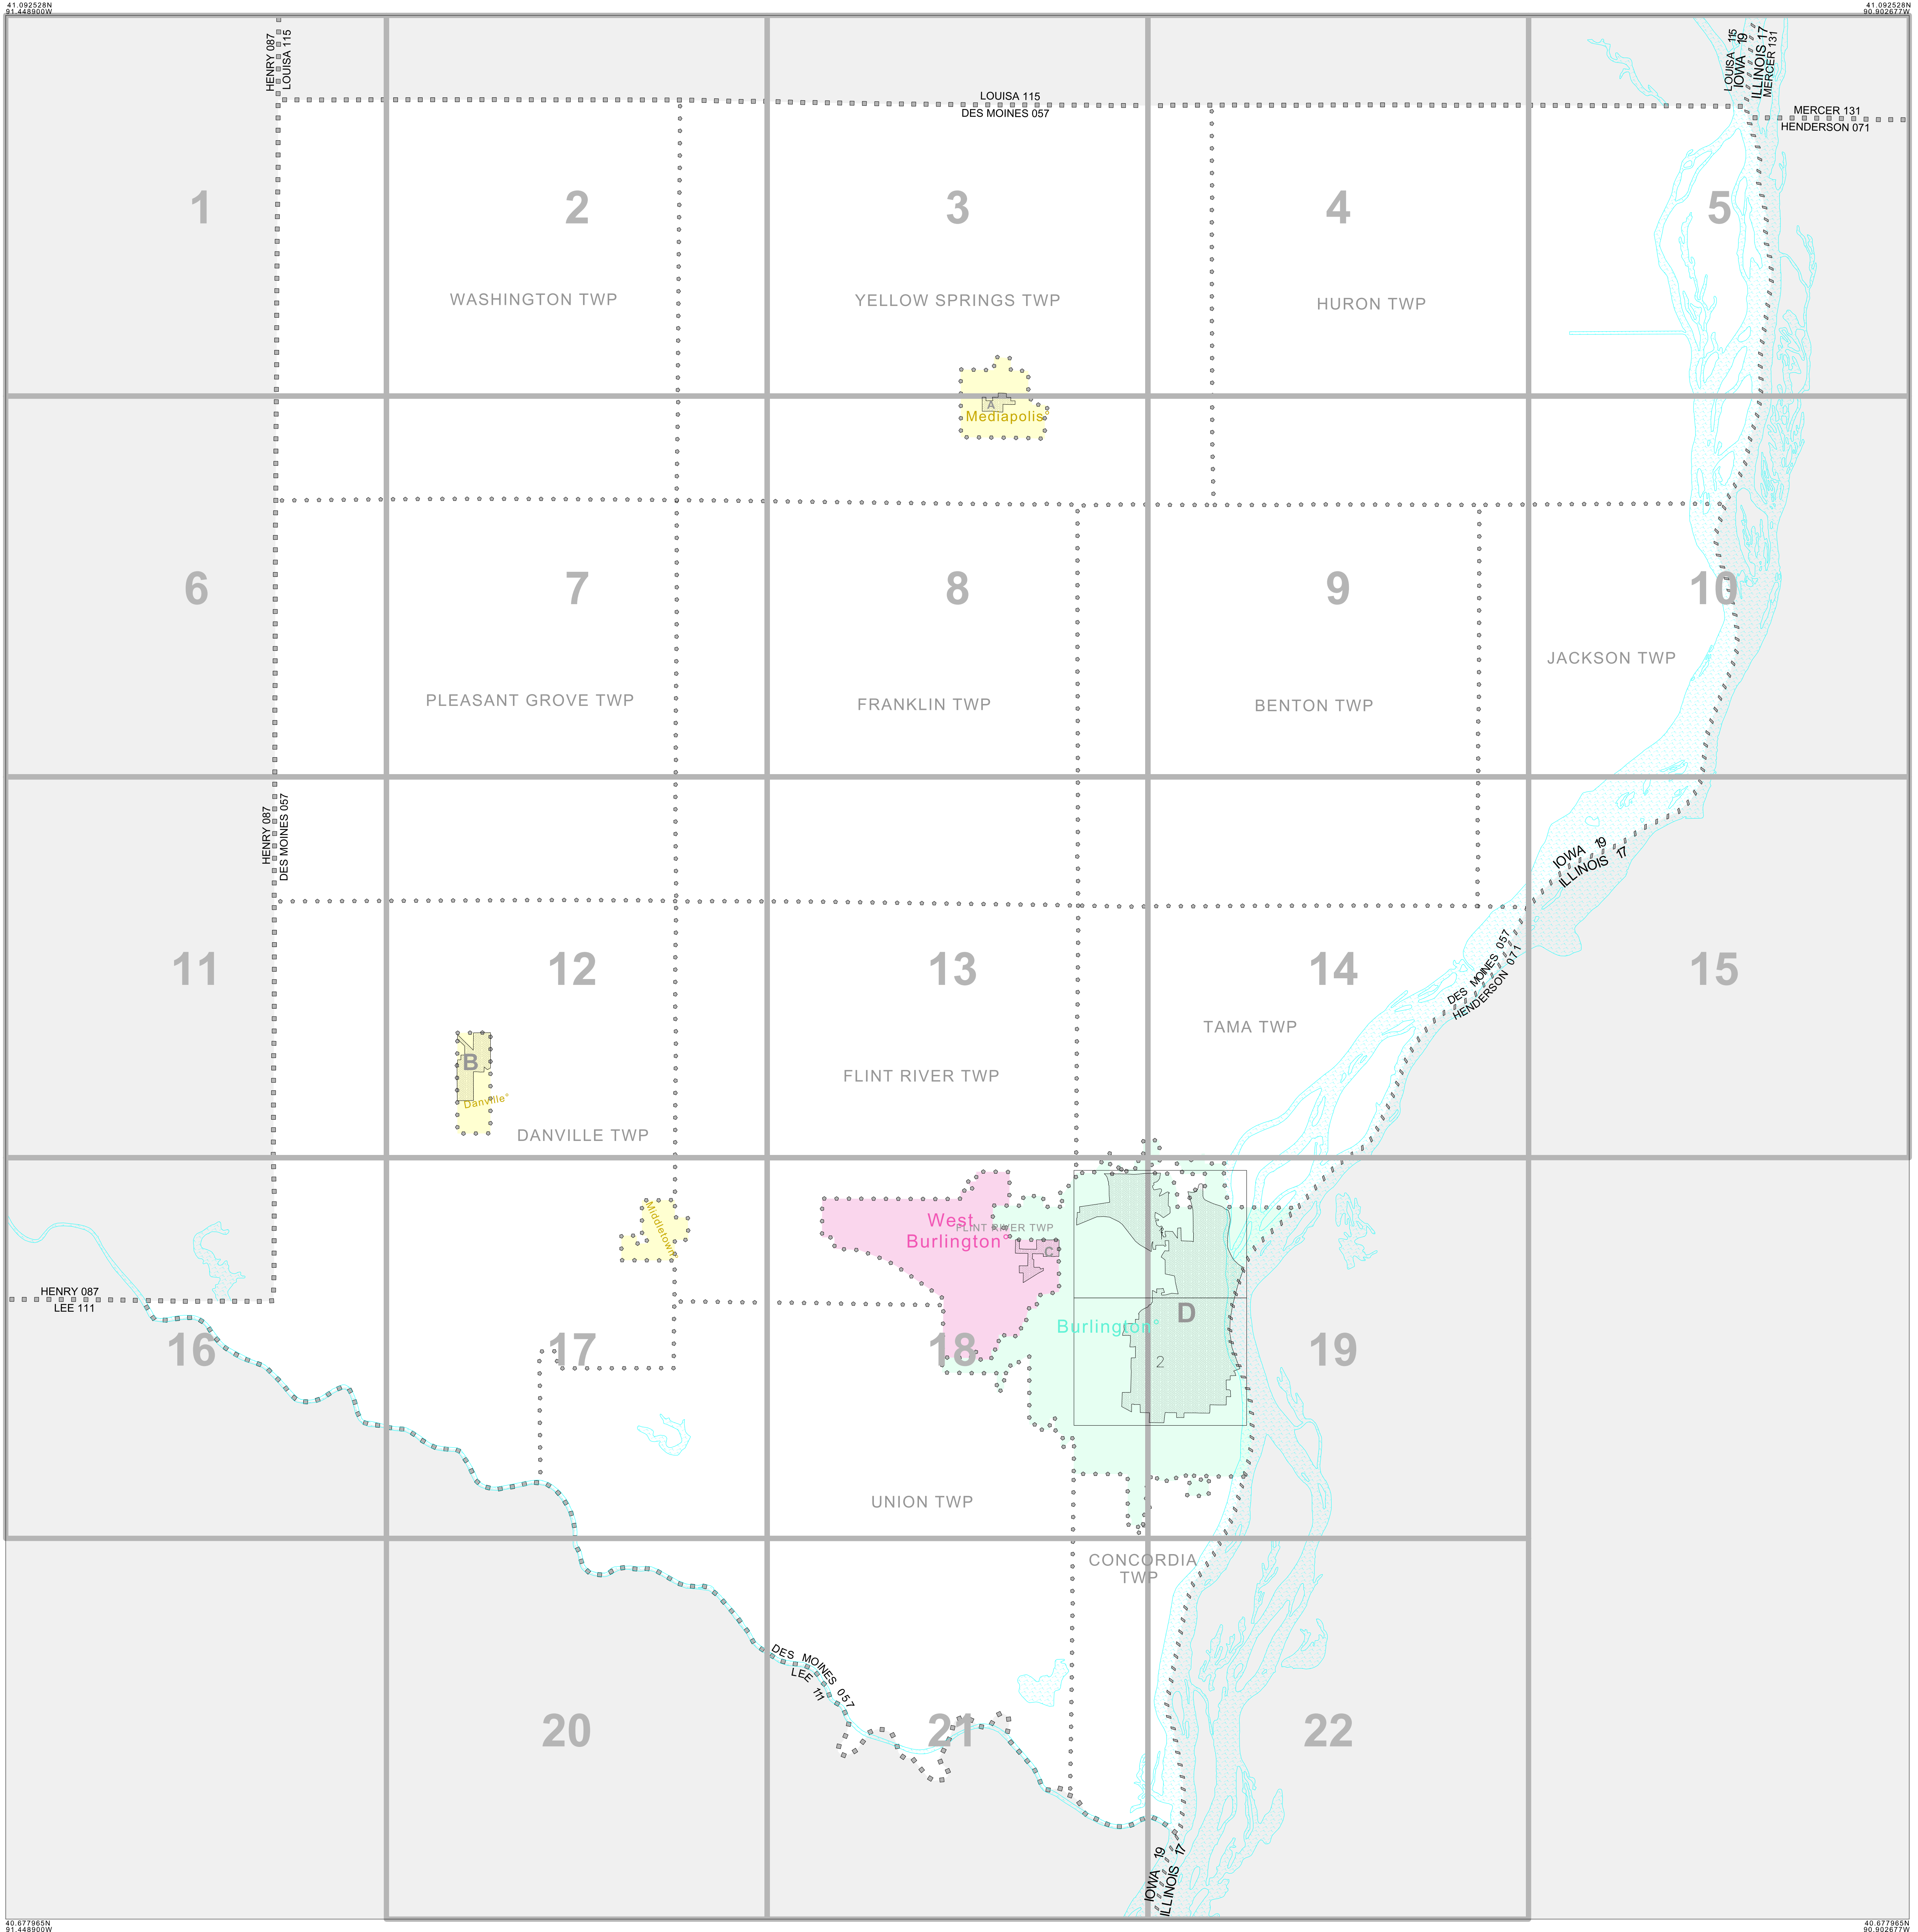 41.092528N
91.448900W
41.092528N
90.902677W
HENRY 087
LOUISA 115
LOUISA 115
IOWA 19
ILLINOIS 17
MERCER 131
LOUISA 115
DES MOINES 057
MERCER 131
HENDERSON 071
1
2
3
4
5
WASHINGTON TWP
YELLOW SPRINGS TWP
HURON TWP
A
Mediapolis°
6
7
8
9
10
JACKSON TWP
PLEASANT GROVE TWP
FRANKLIN TWP
BENTON TWP
HENRY 087
DES MOINES 057
IOWA 19
ILLINOIS 17
DES MOINES 057
HENDERSON 071
11
12
13
14
15
TAMA TWP
B
FLINT RIVER TWP
Danville°
DANVILLE TWP
Middletown°
West
Burlington°
FLINT RIVER TWP
1
C
HENRY 087
LEE 111
D
Burlington°
16
17
18
19
2
UNION TWP
CONCORDIA
TWP
DES MOINES 057
LEE 111
20
21
22
IOWA 19
ILLINOIS 17
40.677965N
91.448900W
40.677965N
90.902677W